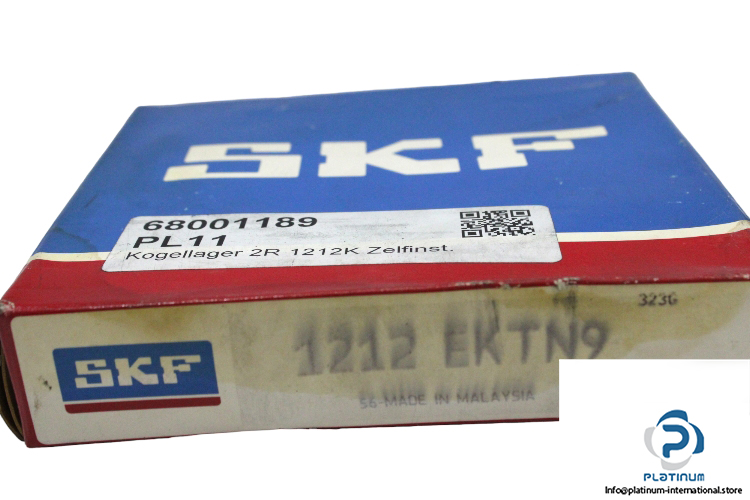 SKF
68001189
PL11
Kogellager 2R 1212K Zelfinst.
323G
SKF
1212 EKTN9
56-MADE IN MALAYSIA
PLATINUM
Info@platinum-international.store